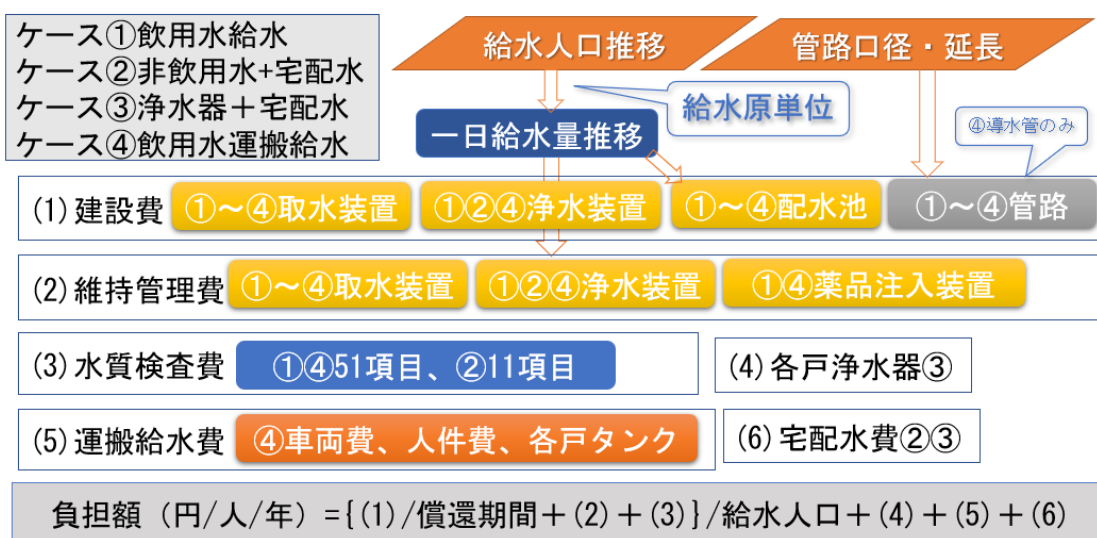 ケース①飲用水給水
ケース②非飲用水+宅配水
ケース③浄水器＋宅配水
ケース④飲用水運搬給水
給水人口推移
管路口径・延長
給水原単位
一日給水量推移
④導水管のみ
(1)建設費 ①～④取水装置 ①②④浄水装置 ①～④配水池 ①～④管路
(2)維持管理費 ①～④取水装置 ①②④浄水装置 ①④薬品注入装置
(3)水質検査費 ①④51項目、②11項目 (4)各戸浄水器③
(5)運搬給水費 ④車両費、人件費、各戸タンク (6)宅配水費②③
負担額（円/人/年）={(1)/償還期間＋(2)＋(3)}/給水人口＋(4)＋(5)＋(6)